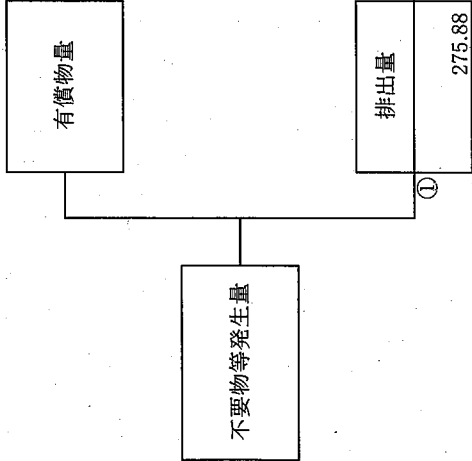 有償物量
不要物等発生量
①
排出量
275.88